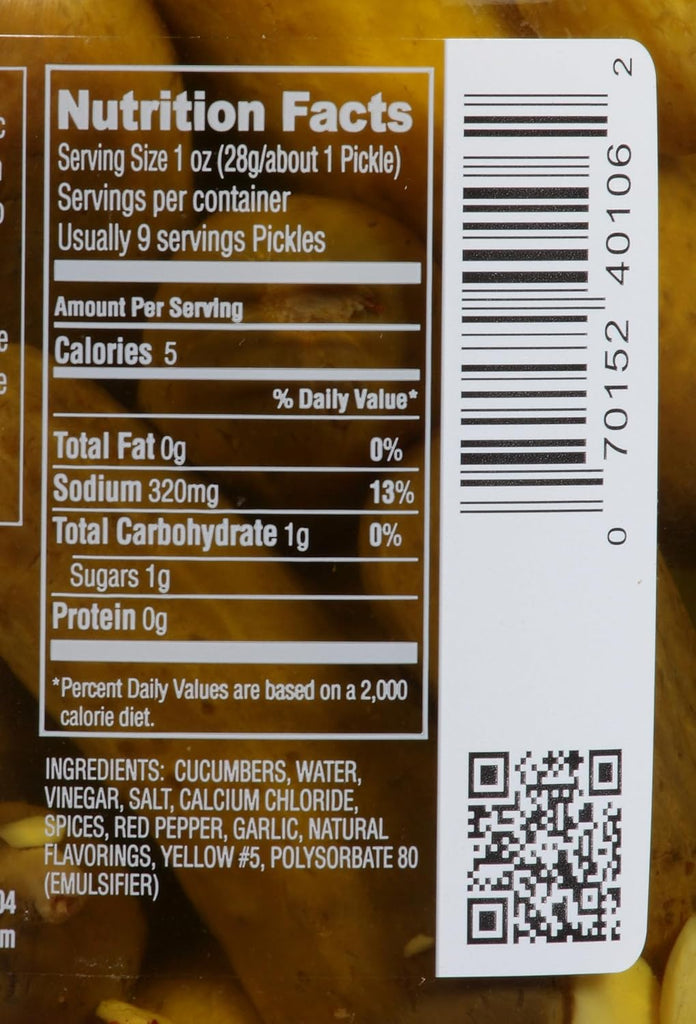 Nutrition Facts
Serving Size 1 oz (28g/about 1 Pickle)
Servings per container
Usually 9 servings Pickles
Amount Per Serving
Calories 5
% Daily Value*
Total Fat 0g 0%
Sodium 320mg 13%
Total Carbohydrate 1g 0%
Sugars 1g
Protein 0g
*Percent Daily Values are based on a 2,000
calorie diet.
INGREDIENTS: CUCUMBERS, WATER,
VINEGAR, SALT, CALCIUM CHLORIDE,
SPICES, RED PEPPER, GARLIC, NATURAL
FLAVORINGS, YELLOW #5, POLYSORBATE 80
(EMULSIFIER)
0 70152 40106 2